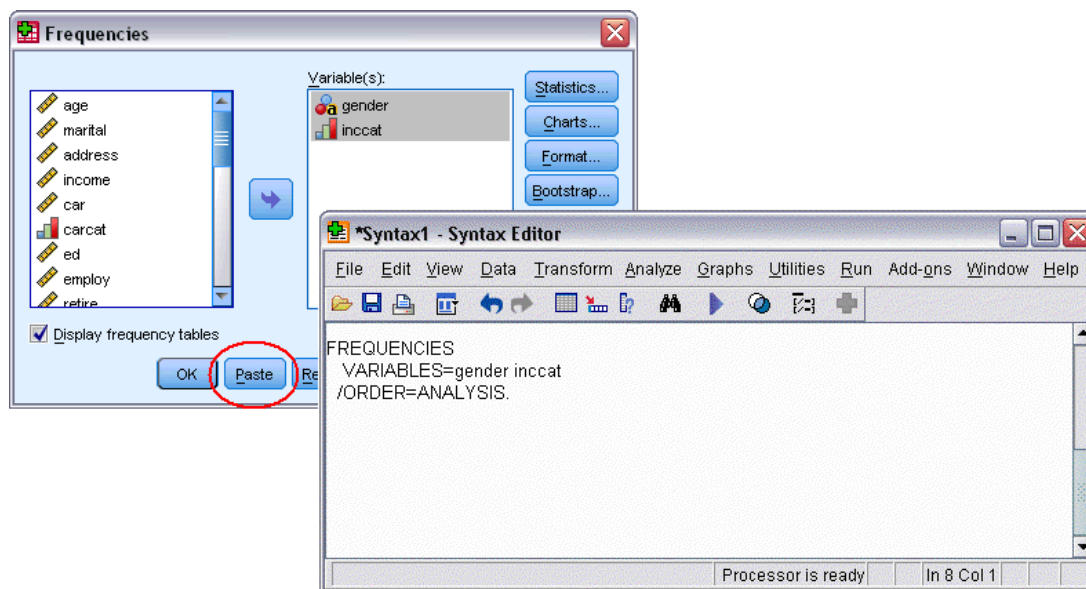 Frequencies
Variable(s):
age
marital
address
income
car
carcat
ed
employ
retire
gender
inccat
Statistics...
Charts...
Format...
Bootstrap...
Display frequency tables
OK
Paste
Re
*Syntax1 - Syntax Editor
File Edit View Data Transform Analyze Graphs Utilities Run Add-ons Window Help
FREQUENCIES
VARIABLES=gender inccat
/ORDER=ANALYSIS.
Processor is ready
In 8 Col 1